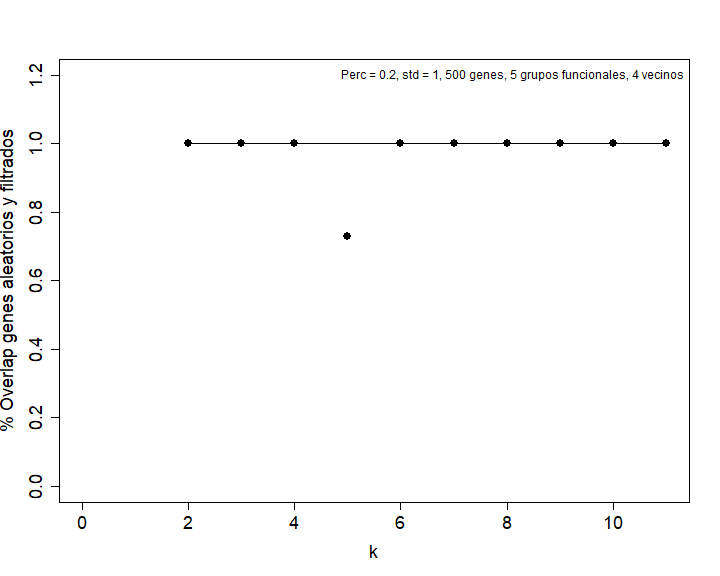 Perc = 0.2, std = 1, 500 genes, 5 grupos funcionales, 4 vecinos
% Overlap genes aleatorios y filtrados
1.2
1.0
0.8
0.6
0.4
0.2
0.0
0 2 4 6 8 10
k